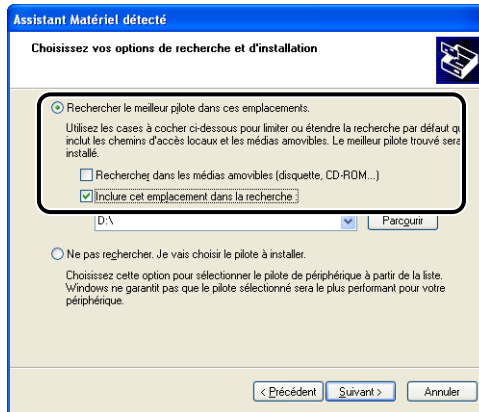 Assistant Matériel détecté
Choisissez vos options de recherche et d'installation
Rechercher le meilleur pilote dans ces emplacements.
Utilisez les cases à cocher ci-dessous pour limiter ou étendre la recherche par défaut qu
inclut les chemins d'accès locaux et les médias amovibles. Le meilleur pilote trouvé sera
installé.
Rechercher dans les médias amovibles (disquette, CD-ROM...)
Inclure cet emplacement dans la recherche :
D:\
Parcourir
Ne pas rechercher. Je vais choisir le pilote à installer.
Choisissez cette option pour sélectionner le pilote de périphérique à partir de la liste.
Windows ne garantit pas que le pilote sélectionné sera le plus performant pour votre
périphérique.
< Précédent Suivant > Annuler